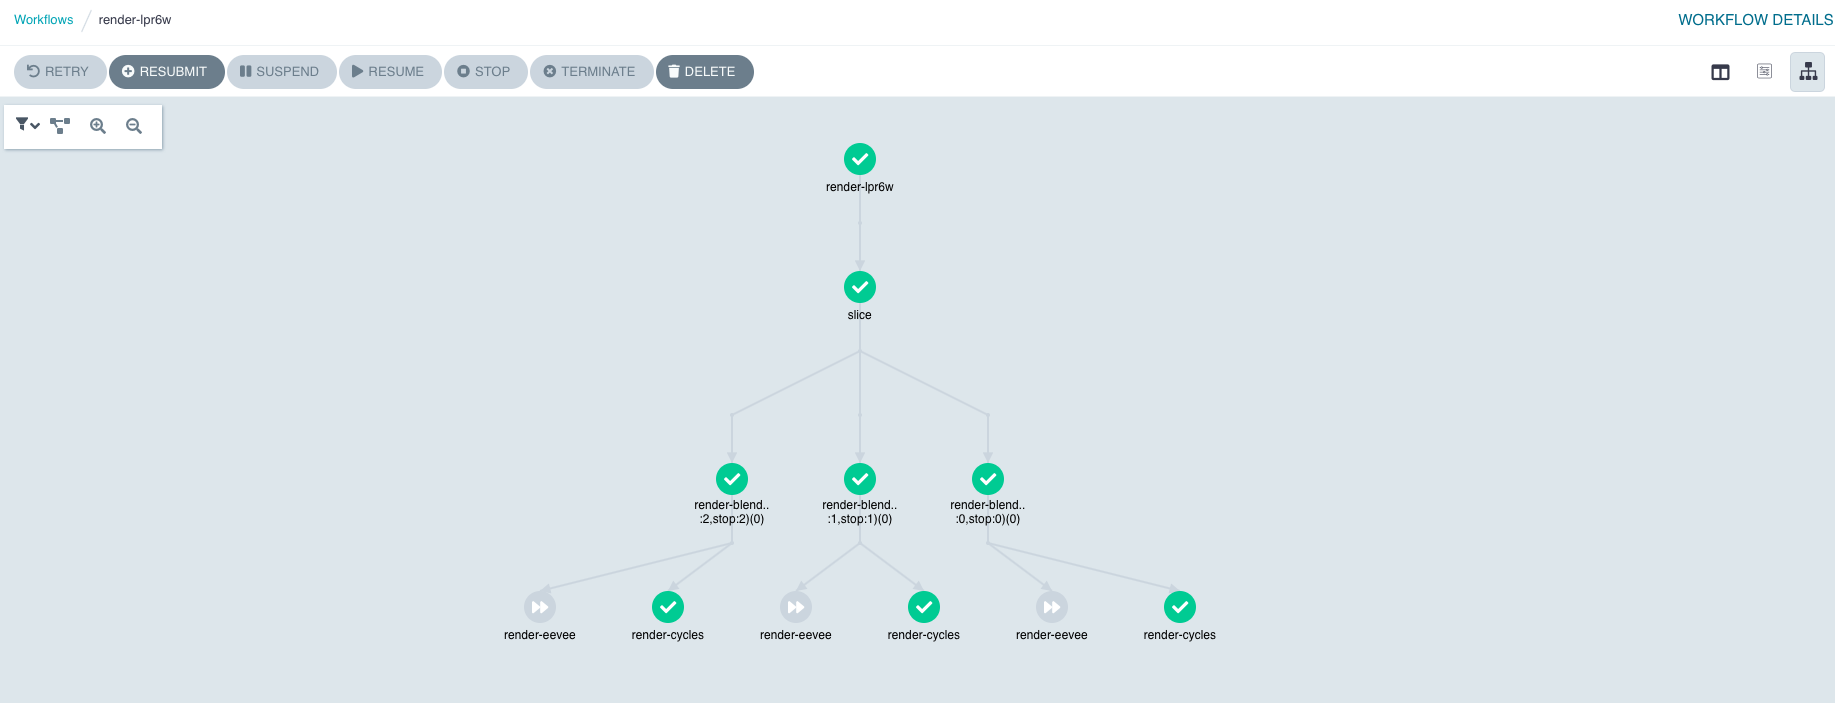 Workflows / render-lpr6w
WORKFLOW DETAILS
RETRY
RESUBMIT
SUSPEND
RESUME
STOP
TERMINATE
DELETE
render-lpr6w
slice
render-blend..
:2,stop:2)(0)
render-blend..
:1,stop:1)(0)
render-blend..
:0,stop:0)(0)
render-eevee
render-cycles
render-eevee
render-cycles
render-eevee
render-cycles